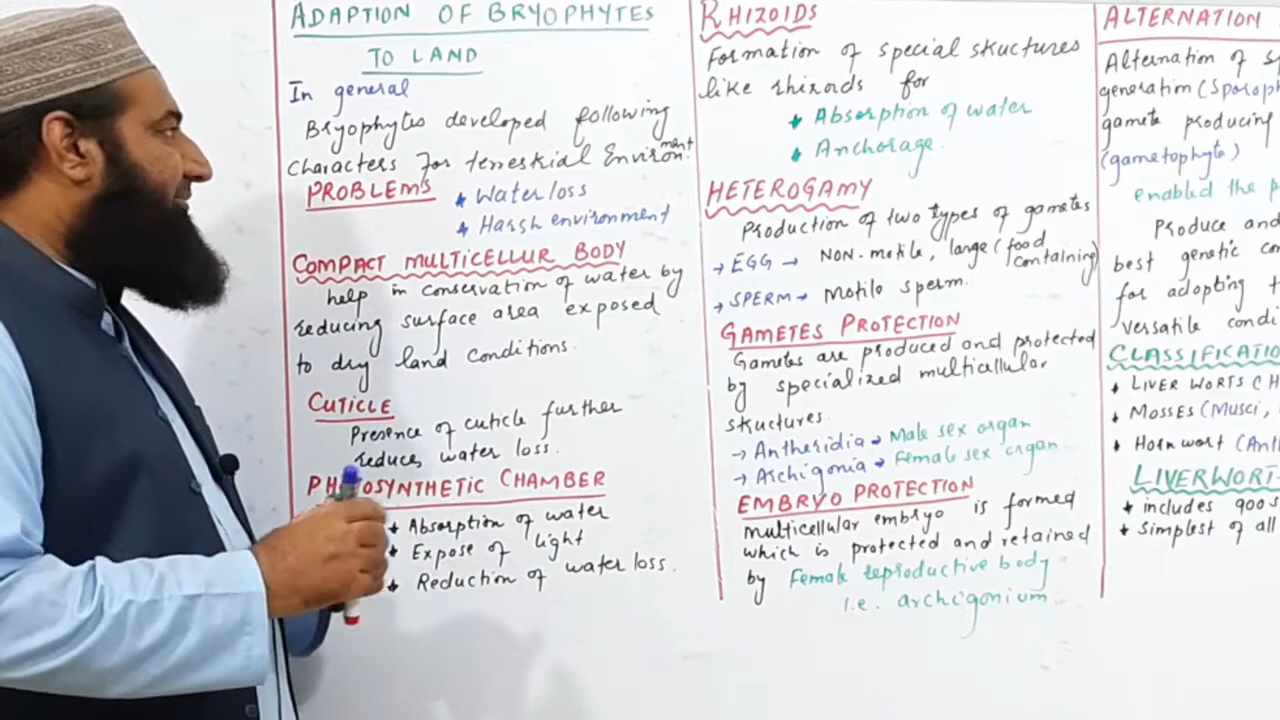 ADAPTION OF BRYOPHYTES
TO LAND
In general
Bryophytes developed following
Characters For terrestial Environment.
PROBLEMS
* Water loss
* Harsh environment
COMPACT MULTICELLUR BODY
help in conservation of water by
reducing surface area exposed
to dry land conditions.
CUTICLE
Presence of cuticle further
reduces water loss.
PHOTOSYNTHETIC CHAMBER
* Absorption of water
* Expose of light
* Reduction of water loss.
RHIZOIDS
Formation of special structures
like rhizoids for
* Absorption of water
* Anchorage.
HETEROGAMY
Production of two types of gametes
→ EGG → NON-motile, large (food containing)
→ SPERM → Motile sperm.
GAMETES PROTECTION
Gametes are produced and protected
by specialized multicellular
structures.
→ Antheridia → Male sex organ
→ Archigonia → Female sex organ
EMBRYO PROTECTION
multicellular embryo is formed
which is protected and retained
by Female reproductive body
i.e. archigonium
ALTERNATION
Alternation of
generation (
gamete producing
(gametophyte)
enabled the
Produce and
best genetic
for adopting
versatile
* LIVER WORTS (
* Mosses (Musci,
* Hornwort (
* includes 900
* Simplest of all